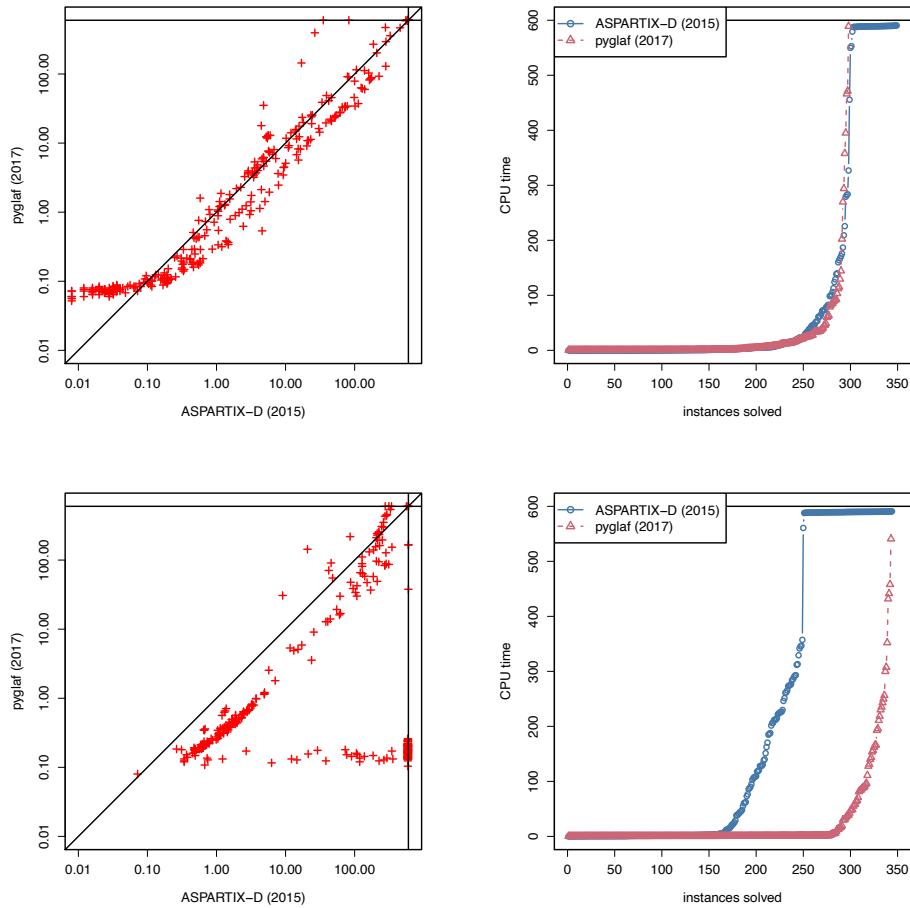 pyglaf (2017)
100.00
10.00
1.00
0.10
0.01
0.01 0.10 1.00 10.00 100.00
ASPARTIX−D (2015)
ASPARTIX−D (2015)
pyglaf (2017)
CPU time
600
500
400
300
200
100
0
0 50 100 150 200 250 300 350
instances solved
pyglaf (2017)
100.00
10.00
1.00
0.10
0.01
0.01 0.10 1.00 10.00 100.00
ASPARTIX−D (2015)
ASPARTIX−D (2015)
pyglaf (2017)
CPU time
600
500
400
300
200
100
0
0 50 100 150 200 250 300 350
instances solved